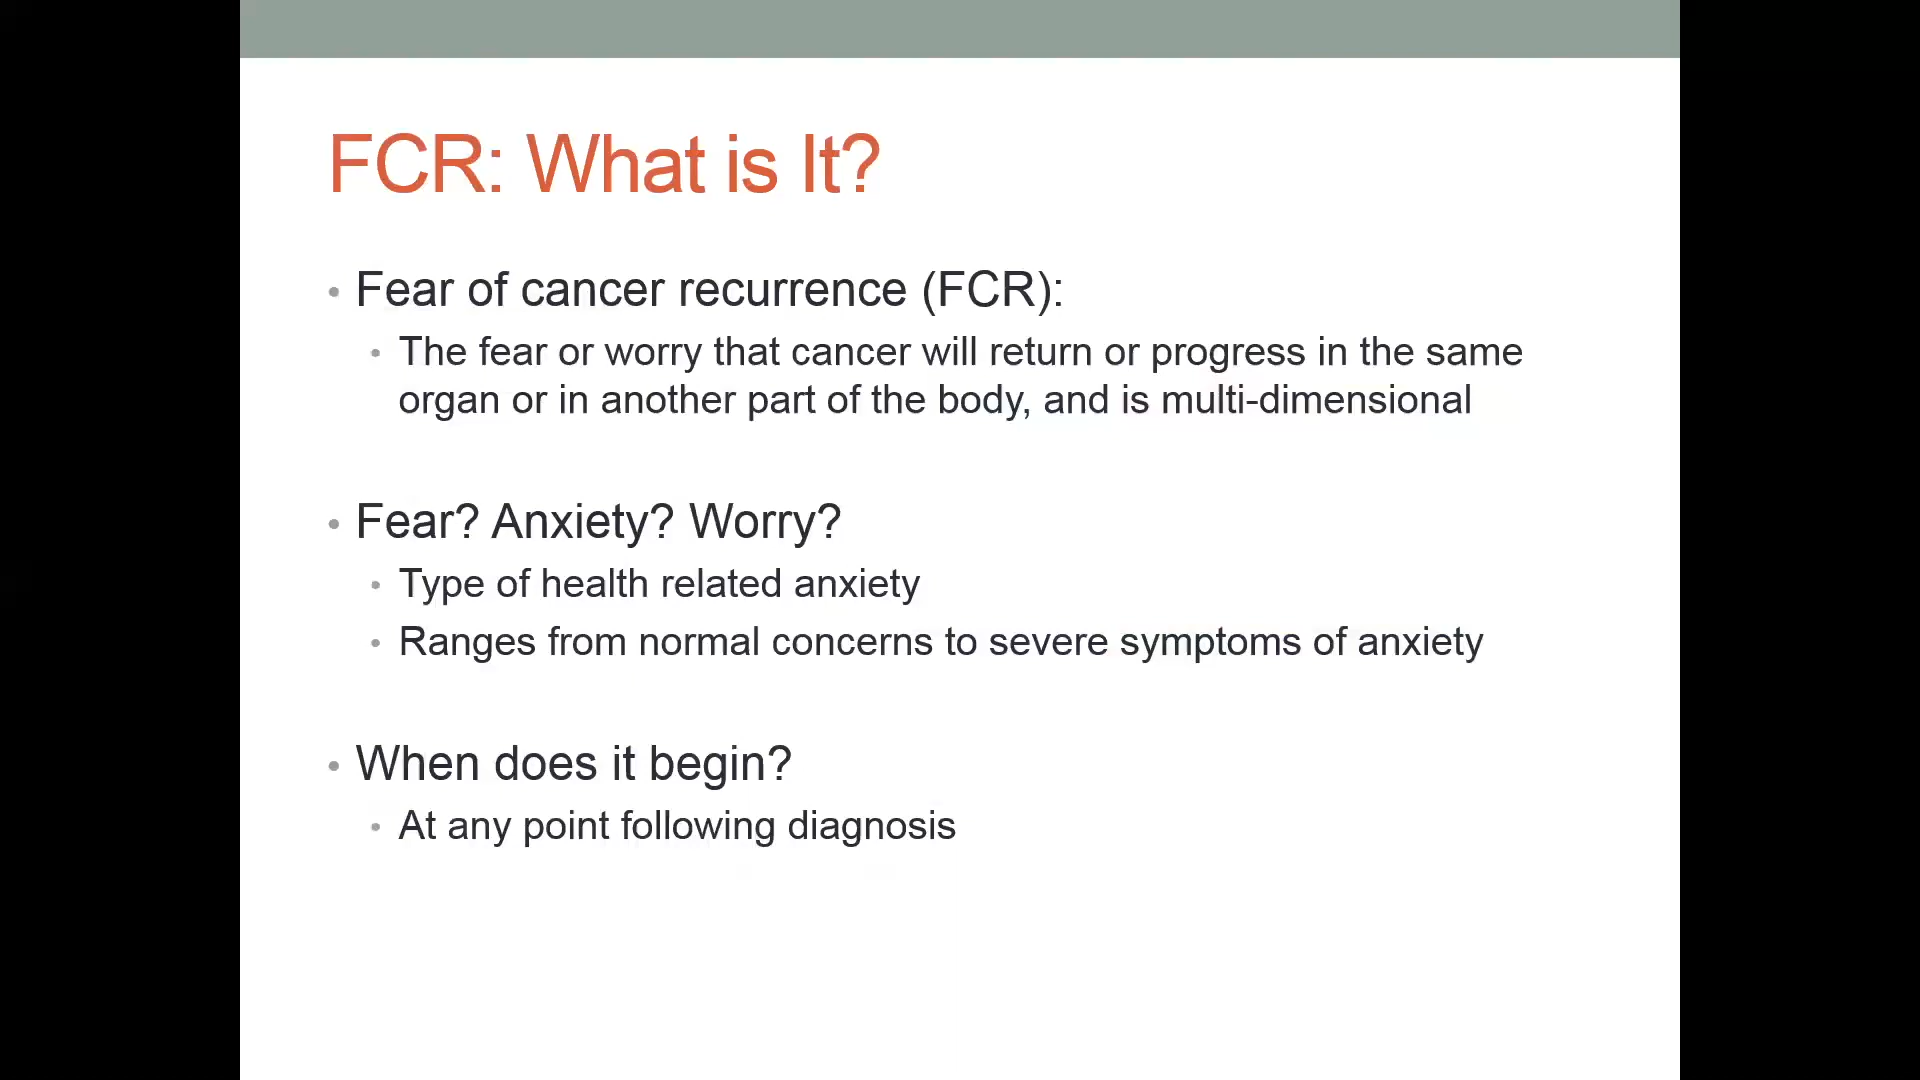 FCR: What is It?
• Fear of cancer recurrence (FCR):
• The fear or worry that cancer will return or progress in the same
organ or in another part of the body, and is multi-dimensional
• Fear? Anxiety? Worry?
• Type of health related anxiety
• Ranges from normal concerns to severe symptoms of anxiety
• When does it begin?
• At any point following diagnosis